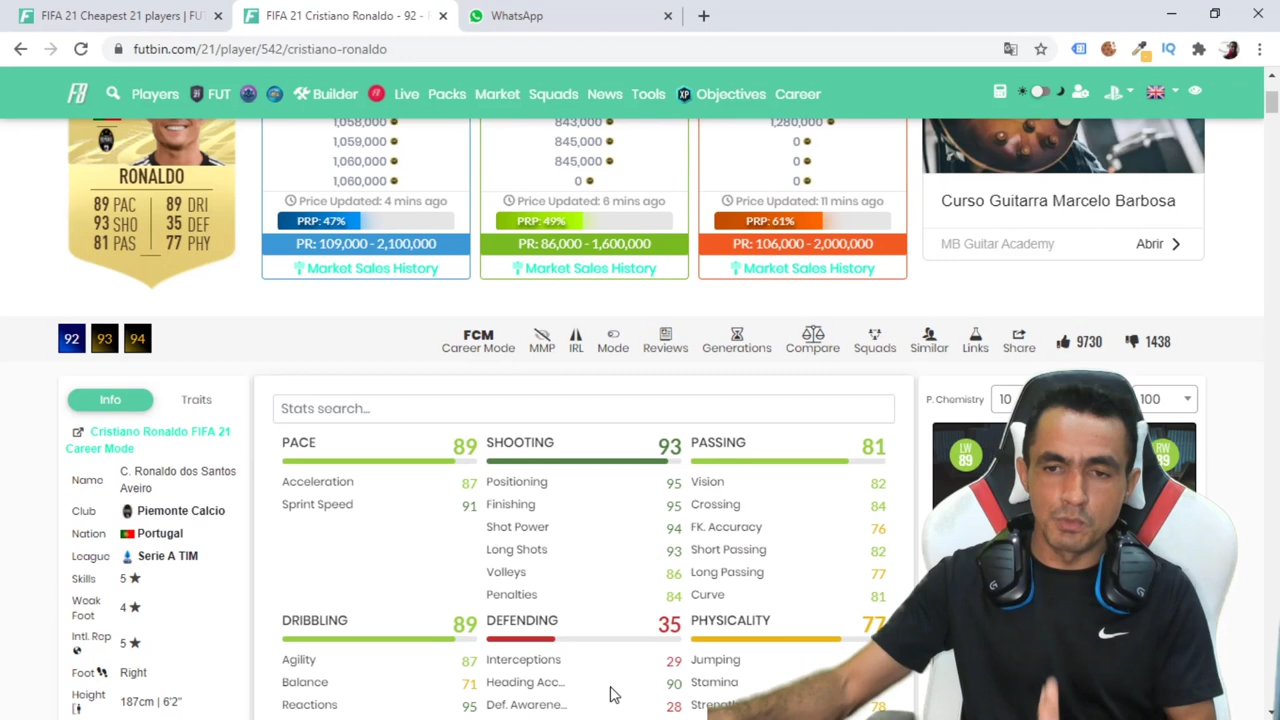 FIFA 21 Cheapest 21 players | FUT
FIFA 21 Cristiano Ronaldo - 92 -
WhatsApp
futbin.com/21/player/542/cristiano-ronaldo
IQ
Players FUT Builder Live Packs Market Squads News Tools XP Objectives Career
RONALDO
89 PAC 89 DRI
93 SHO 35 DEF
81 PAS 77 PHY
1,058,000
1,059,000
1,060,000
1,060,000
Price Updated: 4 mins ago
PRP: 47%
PR: 109,000 - 2,100,000
Market Sales History
843,000
845,000
845,000
0
Price Updated: 6 mins ago
PRP: 49%
PR: 86,000 - 1,600,000
Market Sales History
1,280,000
0
0
0
Price Updated: 11 mins ago
PRP: 61%
PR: 106,000 - 2,000,000
Market Sales History
Curso Guitarra Marcelo Barbosa
MB Guitar Academy Abrir
92 93 94
FCM
Career Mode MMP IRL Mode Reviews Generations Compare Squads Similar Links Share 9730 1438
Info Traits
Cristiano Ronaldo FIFA 21
Career Mode
Name C. Ronaldo dos Santos
Aveiro
Club Piemonte Calcio
Nation Portugal
League Serie A TIM
Skills 5
Weak
Foot 4
Intl. Rep 5
Foot Right
Height 187cm | 6'2"
Stats search...
PACE 89
Acceleration 87
Sprint Speed 91
SHOOTING 93
Positioning 95
Finishing 95
Shot Power 94
Long Shots 93
Volleys 86
Penalties 84
PASSING 81
Vision 82
Crossing 84
FK. Accuracy 76
Short Passing 82
Long Passing 77
Curve 81
DRIBBLING 89
Agility 87
Balance 71
Reactions 95
DEFENDING 35
Interceptions 29
Heading Acc... 90
Def. Awarene... 28
PHYSICALITY 77
Jumping
Stamina
P. Chemistry 10 100
LW
89
RW
89